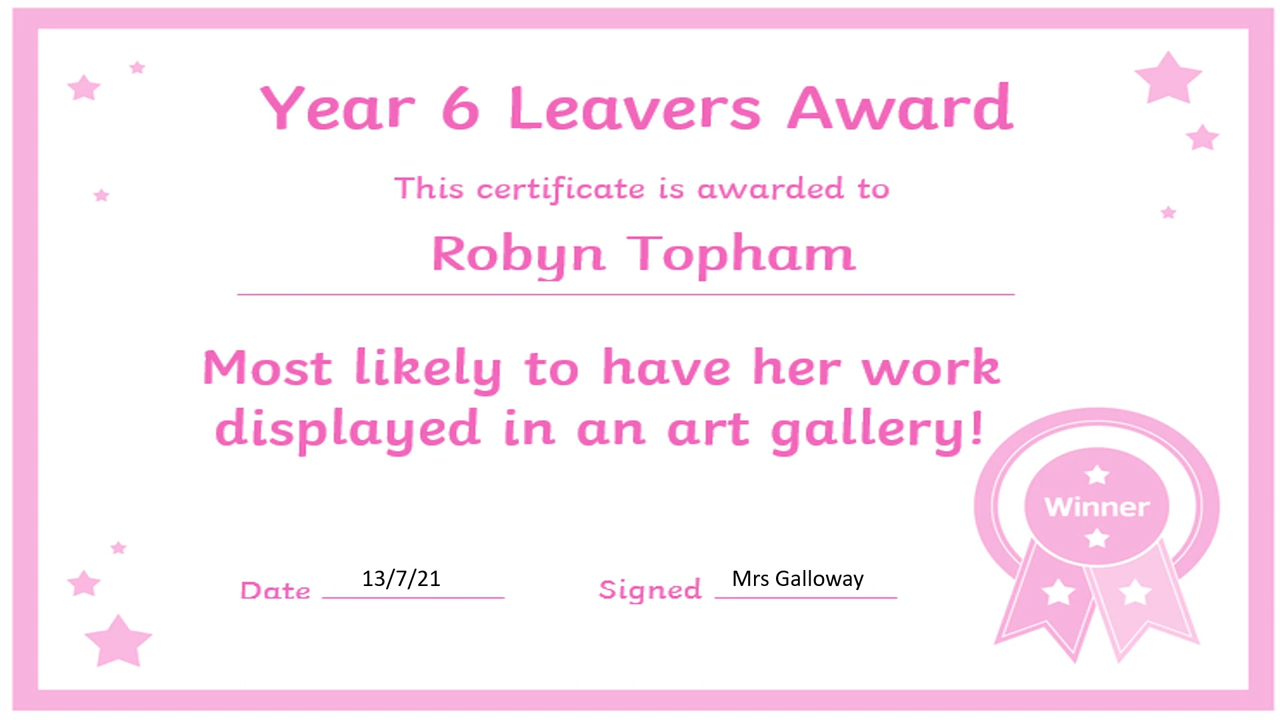 Year 6 Leavers Award
This certificate is awarded to
Robyn Topham
Most likely to have her work
displayed in an art gallery!
Winner
Date 13/7/21 Signed Mrs Galloway